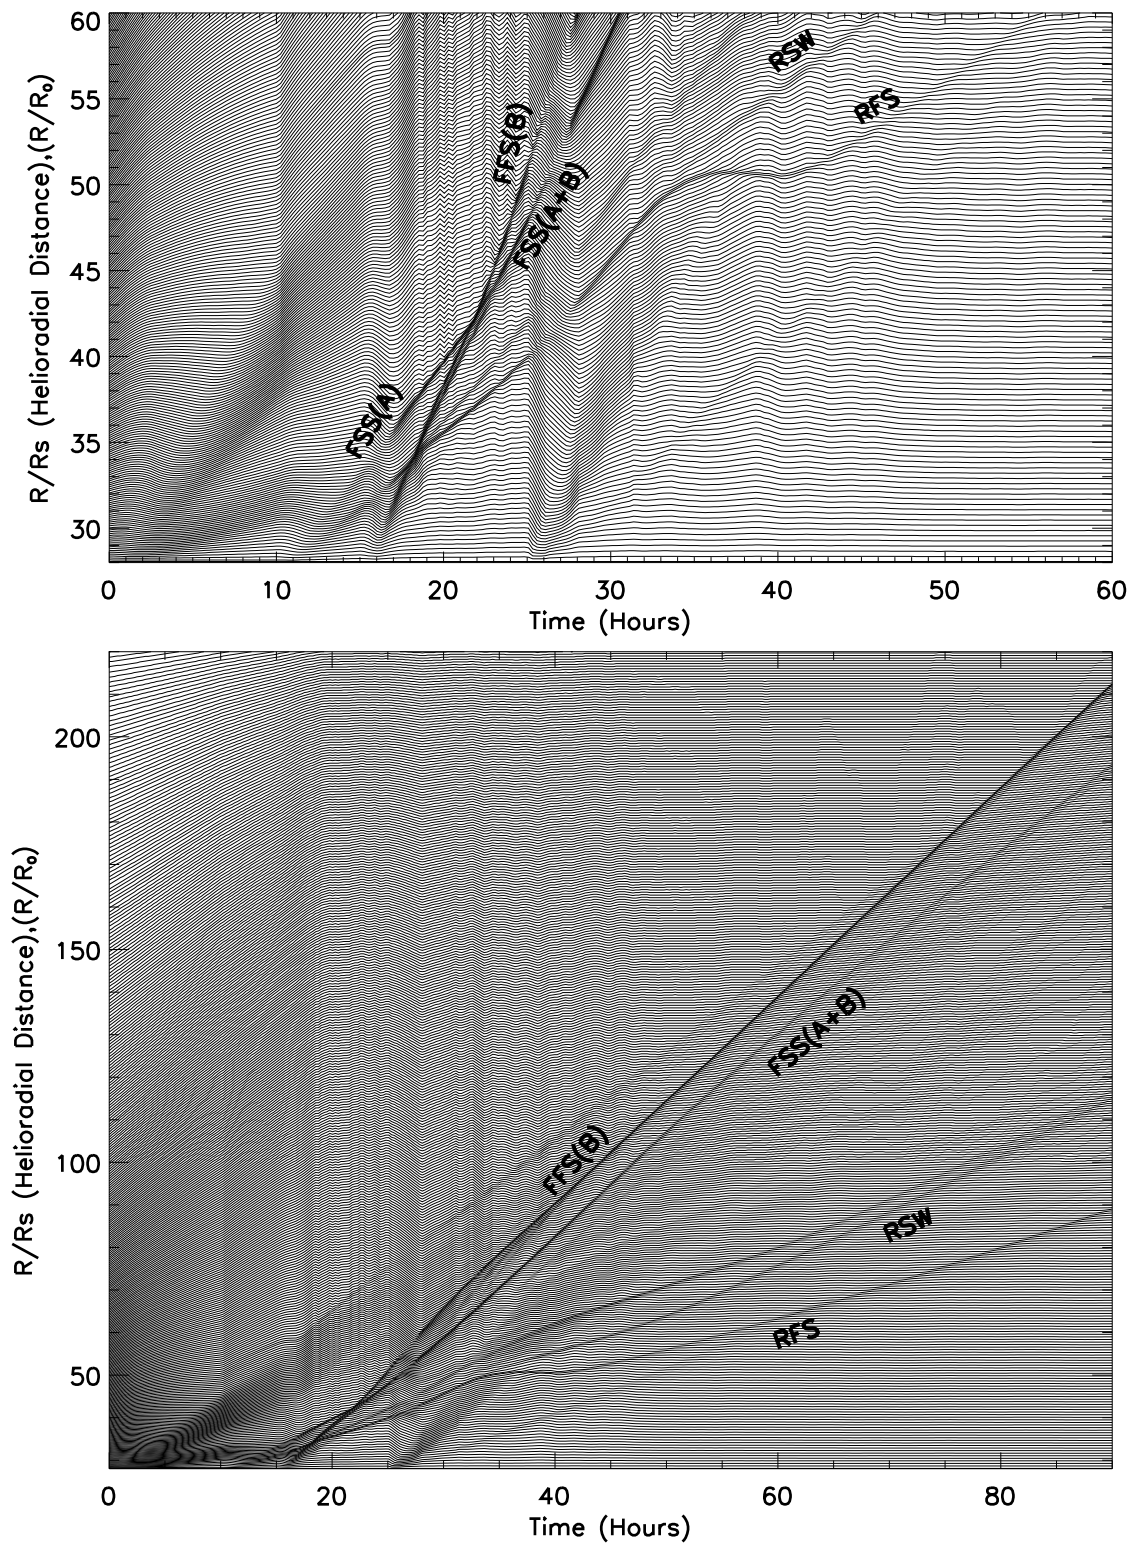 60
55
50
45
40
35
30
R/Rs (Helioradial Distance),(R/R₀)
FFS(B)
FSS(A+B)
FSS(A)
RSW
RFS
0 10 20 30 40 50 60
Time (Hours)
200
150
100
50
R/Rs (Helioradial Distance),(R/R₀)
FSS(A+B)
FFS(B)
RSW
RFS
0 20 40 60 80
Time (Hours)